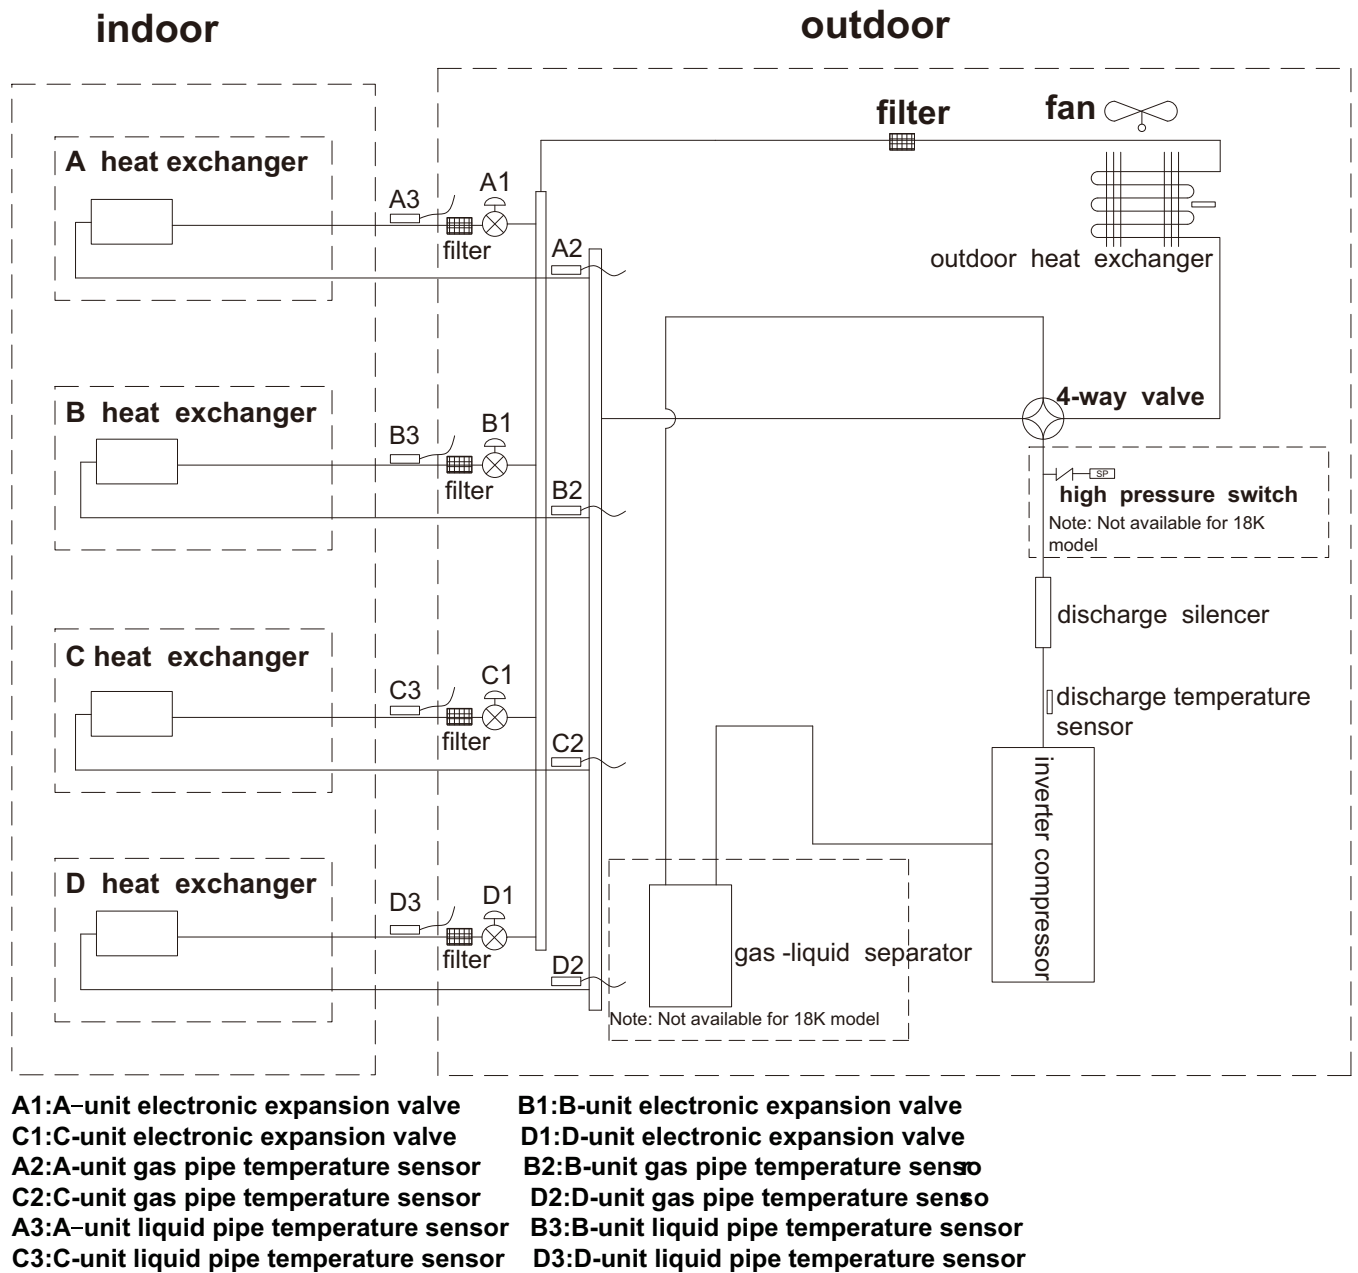 indoor
outdoor
filter
fan
A heat exchanger
A3
A1
filter
A2
outdoor heat exchanger
4-way valve
B heat exchanger
B3
B1
filter
B2
SP
high pressure switch
Note: Not available for 18K
model
discharge silencer
C heat exchanger
C3
C1
filter
C2
discharge temperature
sensor
inverter compressor
D heat exchanger
D3
D1
filter
D2
gas -liquid separator
Note: Not available for 18K model
A1:A–unit electronic expansion valve B1:B-unit electronic expansion valve
C1:C-unit electronic expansion valve D1:D-unit electronic expansion valve
A2:A-unit gas pipe temperature sensor B2:B-unit gas pipe temperature senso
C2:C-unit gas pipe temperature sensor D2:D-unit gas pipe temperature senso
A3:A–unit liquid pipe temperature sensor B3:B-unit liquid pipe temperature sensor
C3:C-unit liquid pipe temperature sensor D3:D-unit liquid pipe temperature sensor